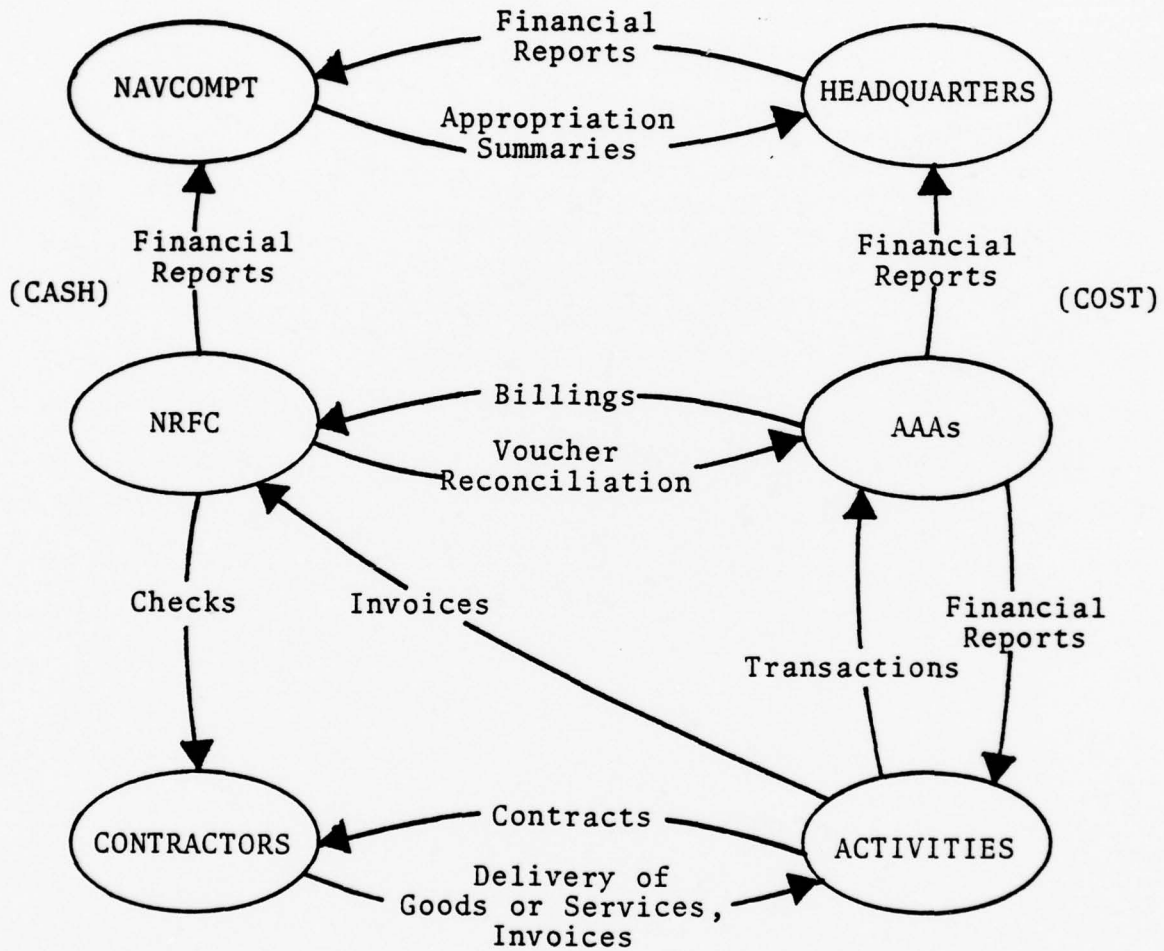 Financial
Reports
NAVCOMPT
HEADQUARTERS
Appropriation
Summaries
Financial
Reports
Financial
Reports
(CASH)
(COST)
Billings
NRFC
AAAs
Voucher
Reconciliation
Checks
Invoices
Financial
Reports
Transactions
Contracts
CONTRACTORS
ACTIVITIES
Delivery of
Goods or Services,
Invoices